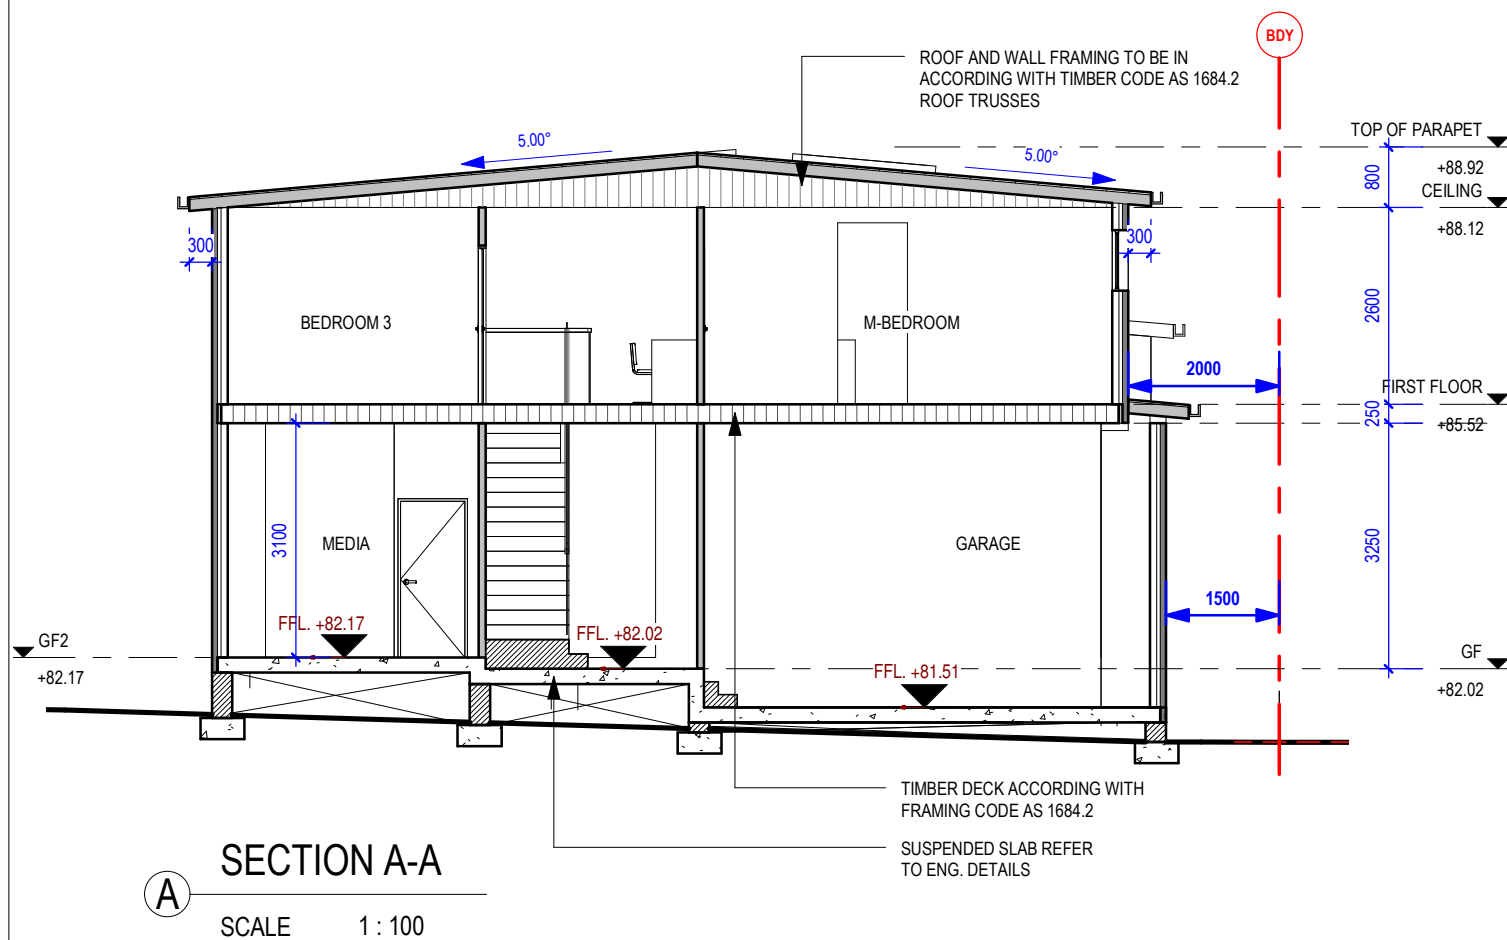 BDY
ROOF AND WALL FRAMING TO BE IN
ACCORDING WITH TIMBER CODE AS 1684.2
ROOF TRUSSES
TOP OF PARAPET
+88.92
5.00°
5.00°
800
CEILING
+88.12
300
300
2600
BEDROOM 3
M-BEDROOM
2000
FIRST FLOOR
+85.52
250
3100
MEDIA
GARAGE
3250
1500
FFL. +82.17
FFL. +82.02
FFL. +81.51
GF2
+82.17
GF
+82.02
TIMBER DECK ACCORDING WITH
FRAMING CODE AS 1684.2
SUSPENDED SLAB REFER
TO ENG. DETAILS
SECTION A-A
A
SCALE 1 : 100